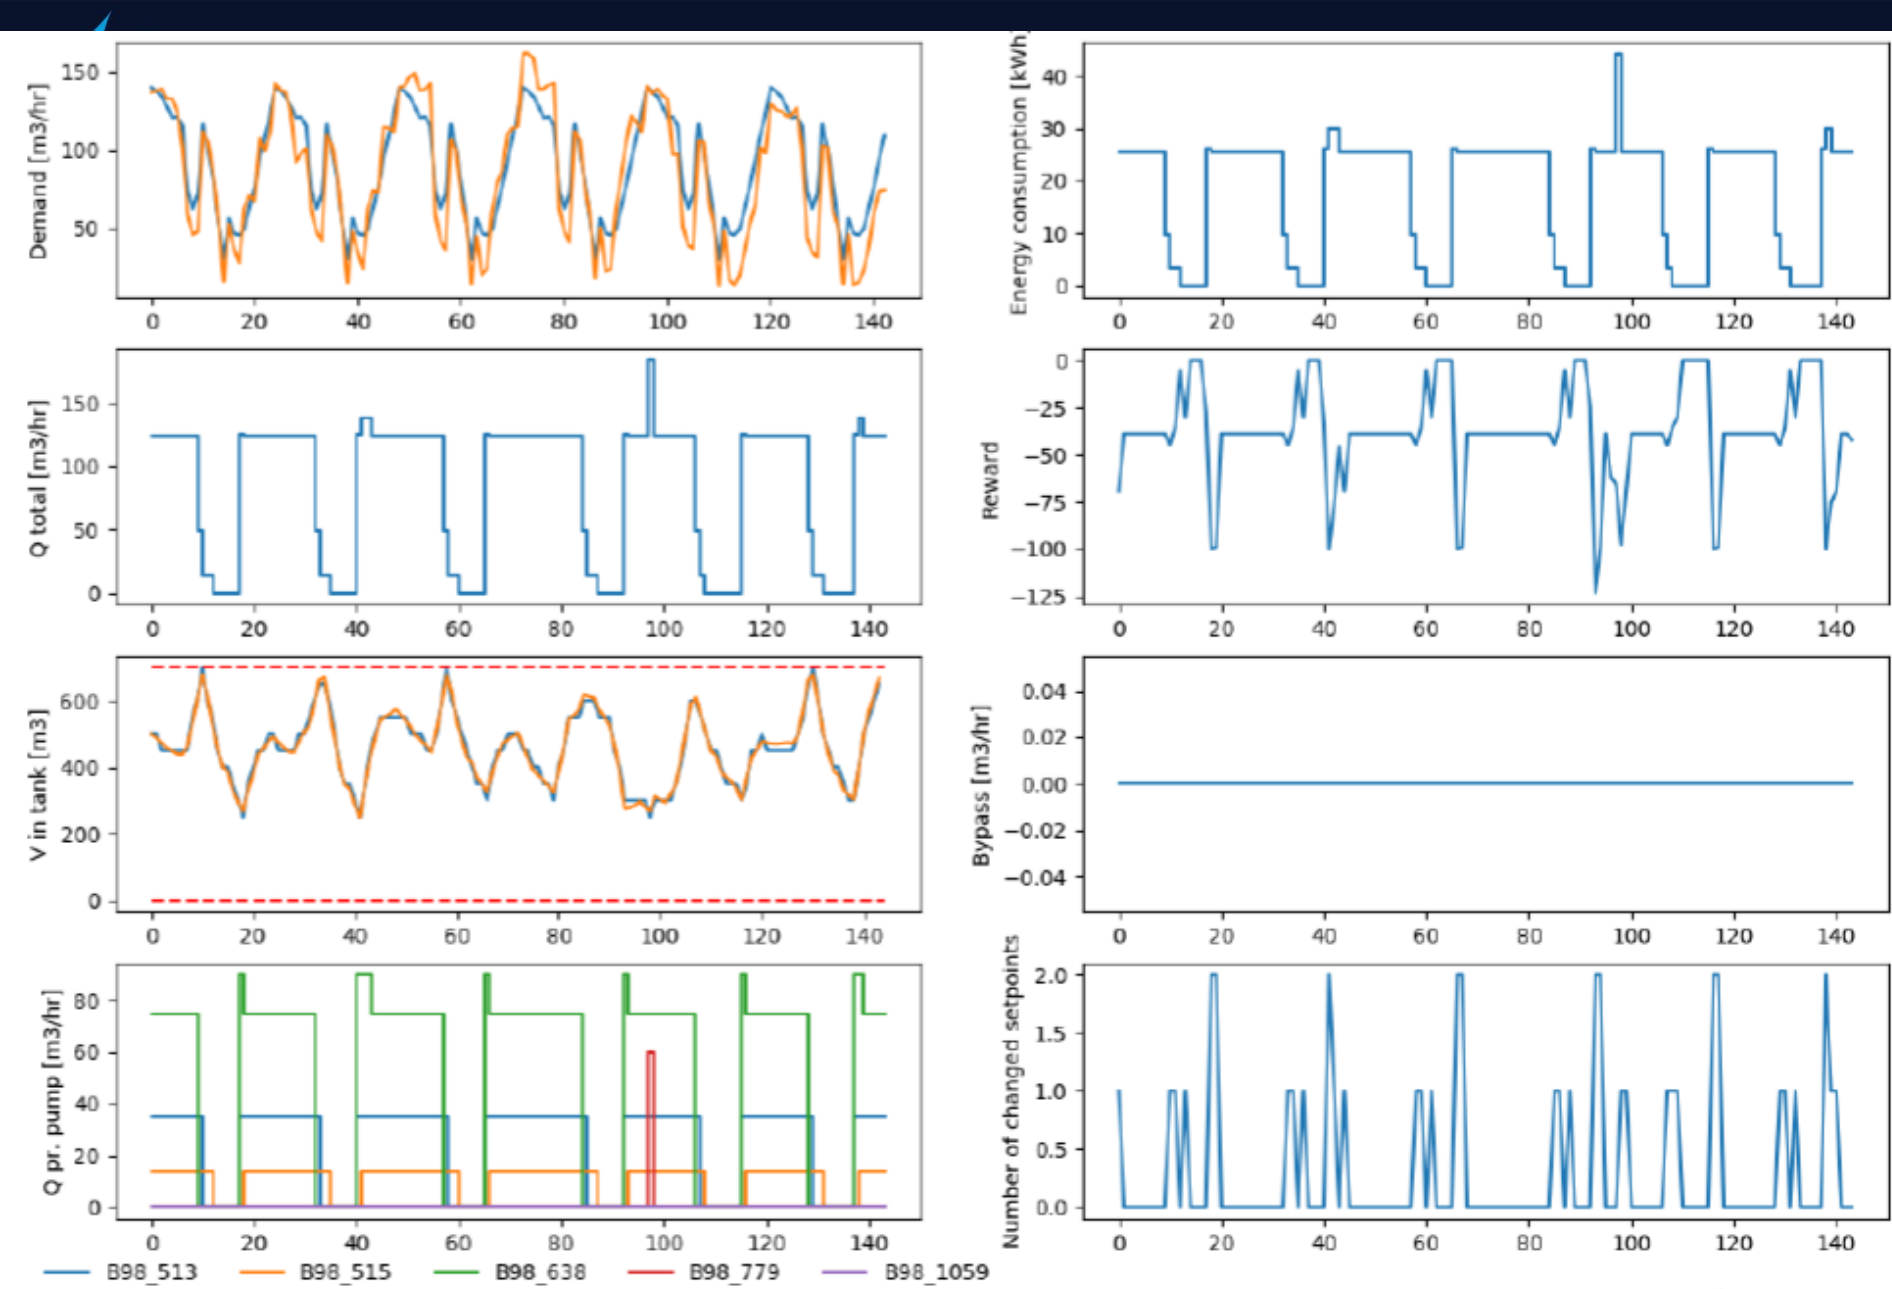 Demand [m3/hr]
150
100
50
0 20 40 60 80 100 120 140
Energy consumption [kWh]
40
30
20
10
0
0 20 40 60 80 100 120 140
Q total [m3/hr]
150
100
50
0
0 20 40 60 80 100 120 140
Reward
0
−25
−50
−75
−100
−125
0 20 40 60 80 100 120 140
V in tank [m3]
600
400
200
0
0 20 40 60 80 100 120 140
Bypass [m3/hr]
0.04
0.02
0.00
−0.02
−0.04
0 20 40 60 80 100 120 140
Q pr. pump [m3/hr]
80
60
40
20
0
0 20 40 60 80 100 120 140
Number of changed setpoints
2.0
1.5
1.0
0.5
0.0
0 20 40 60 80 100 120 140
B98_513 B98_515 B98_638 B98_779 B98_1059